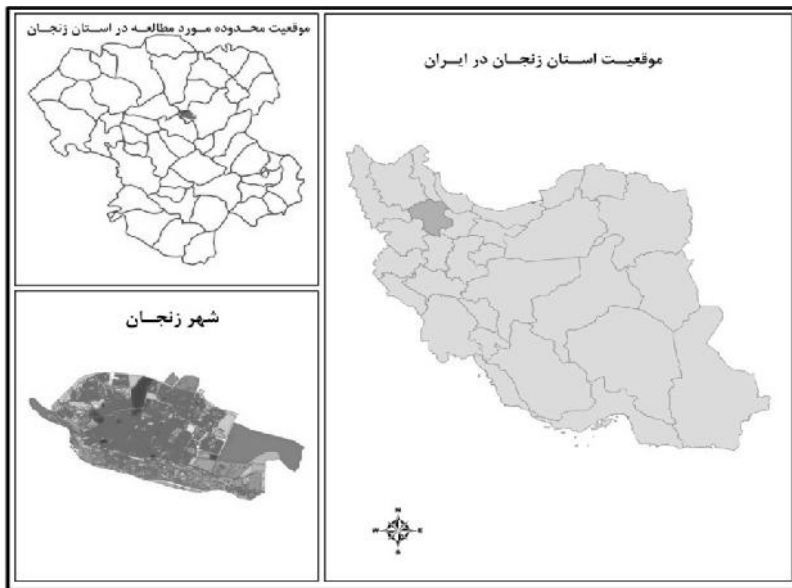 موقعیت محدوده مورد مطالعه در استان زنجان
موقعیت استان زنجان در ایران
شهر زنجان
N
W E
S